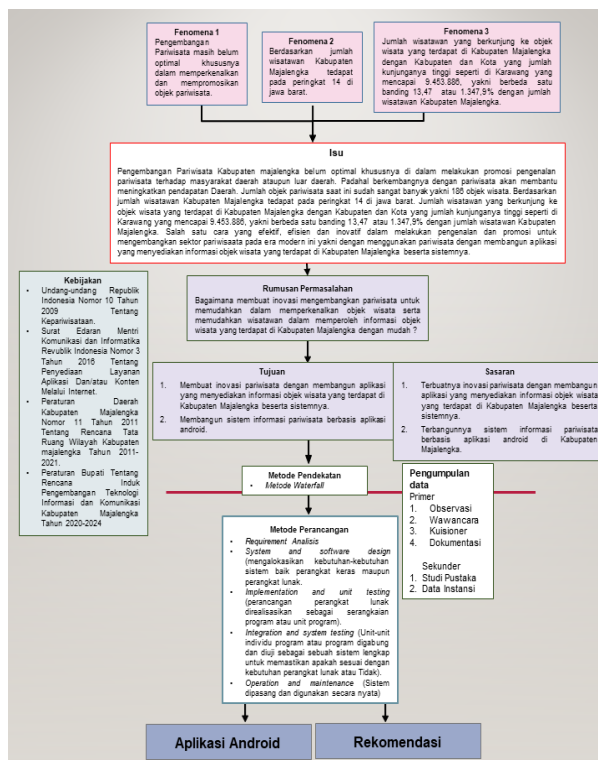 Fenomena 1
Pengembangan
Pariwisata masih belum
optimal khususnya
dalam memperkenalkan
dan mempromosikan
objek pariwisata.
Fenomena 2
Berdasarkan jumlah
wisatawan Kabupaten
Majalengka tedapat
pada peringkat 14 di
jawa barat.
Fenomena 3
Jumlah wisatawan yang berkunjung ke objek
wisata yang terdapat di Kabupaten Majalengka
dengan Kabupaten dan Kota yang jumlah
kunjunganya tinggi seperti di Karawang yang
mencapai 9.453.886, yakni berbeda satu
banding 13,47 atau 1.347,9% dengan jumlah
wisatawan Kabupaten Majalengka.
Isu
Pengembangan Pariwisata Kabupaten majalengka belum optimal khususnya di dalam melakukan promosi pengenalan
pariwisata terhadap masyarakat daerah ataupun luar daerah. Padahal berkembangnya dengan pariwisata akan membantu
meningkatkan pendapatan Daerah. Jumlah objek pariwisata saat ini sudah sangat banyak yakni 186 objek wisata. Berdasarkan
jumlah wisatawan Kabupaten Majalengka tedapat pada peringkat 14 di jawa barat. Jumlah wisatawan yang berkunjung ke
objek wisata yang terdapat di Kabupaten Majalengka dengan Kabupaten dan Kota yang jumlah kunjunganya tinggi seperti di
Karawang yang mencapai 9.453.886, yakni berbeda satu banding 13,47 atau 1.347,9% dengan jumlah wisatawan Kabupaten
Majalengka. Salah satu cara yang efektif, efisien dan inovatif dalam melakukan pengenalan dan promosi untuk
mengembangkan sektor pariwisaata pada era modern ini yakni dengan menggunakan pariwisata dengan membangun aplikasi
yang menyediakan informasi objek wisata yang terdapat di Kabupaten Majalengka beserta sistemnya.
Kebijakan
• Undang-undang Republik
Indonesia Nomor 10 Tahun
2009 Tentang
Kepariwisataan.
• Surat Edaran Mentri
Komunikasi dan Informatika
Revublik Indonesia Nomor 3
Tahun 2016 Tentang
Penyediaan Layanan
Aplikasi Dan/atau Konten
Melalui Internet.
• Peraturan Daerah
Kabupaten Majalengka
Nomor 11 Tahun 2011
Tentang Rencana Tata
Ruang Wilayah Kabupaten
majalengka Tahun 2011-
2021.
• Peraturan Bupati Tentang
Rencana Induk
Pengembangan Teknologi
Informasi dan Komunikasi
Kabupaten Majalengka
Tahun 2020-2024
Rumusan Permasalahan
Bagaimana membuat inovasi mengembangkan pariwisata untuk
memudahkan dalam memperkenalkan objek wisata serta
memudahkan wisatawan dalam memperoleh informasi objek
wisata yang terdapat di Kabupaten Majalengka dengan mudah ?
Tujuan
1. Membuat inovasi pariwisata dengan membangun aplikasi
yang menyediakan informasi objek wisata yang terdapat di
Kabupaten Majalengka beserta sistemnya.
2. Membangun sistem informasi pariwisata berbasis aplikasi
android.
Sasaran
1. Terbuatnya inovasi pariwisata dengan membangun
aplikasi yang menyediakan informasi objek wisata
yang terdapat di Kabupaten Majalengka beserta
sistemnya.
2. Terbangunnya sistem informasi pariwisata
berbasis aplikasi android di Kabupaten
Majalengka.
Metode Pendekatan
• Metode Waterfall
Pengumpulan
data
Primer
1. Observasi
2. Wawancara
3. Kuisioner
4. Dokumentasi
Sekunder
1. Studi Pustaka
2. Data Instansi
Metode Perancangan
• Requirement Analisis
• System and software design
(mengalokasikan kebutuhan-kebutuhan
sistem baik perangkat keras maupun
perangkat lunak.
• Implementation and unit testing
(perancangan perangkat lunak
direalisasikan sebagai serangkaian
program atau unit program).
• Integration and system testing (Unit-unit
individu program atau program digabung
dan diuji sebagai sebuah sistem lengkap
untuk memastikan apakah sesuai dengan
kebutuhan perangkat lunak atau Tidak).
• Operation and maintenance (Sistem
dipasang dan digunakan secara nyata)
Aplikasi Android
Rekomendasi